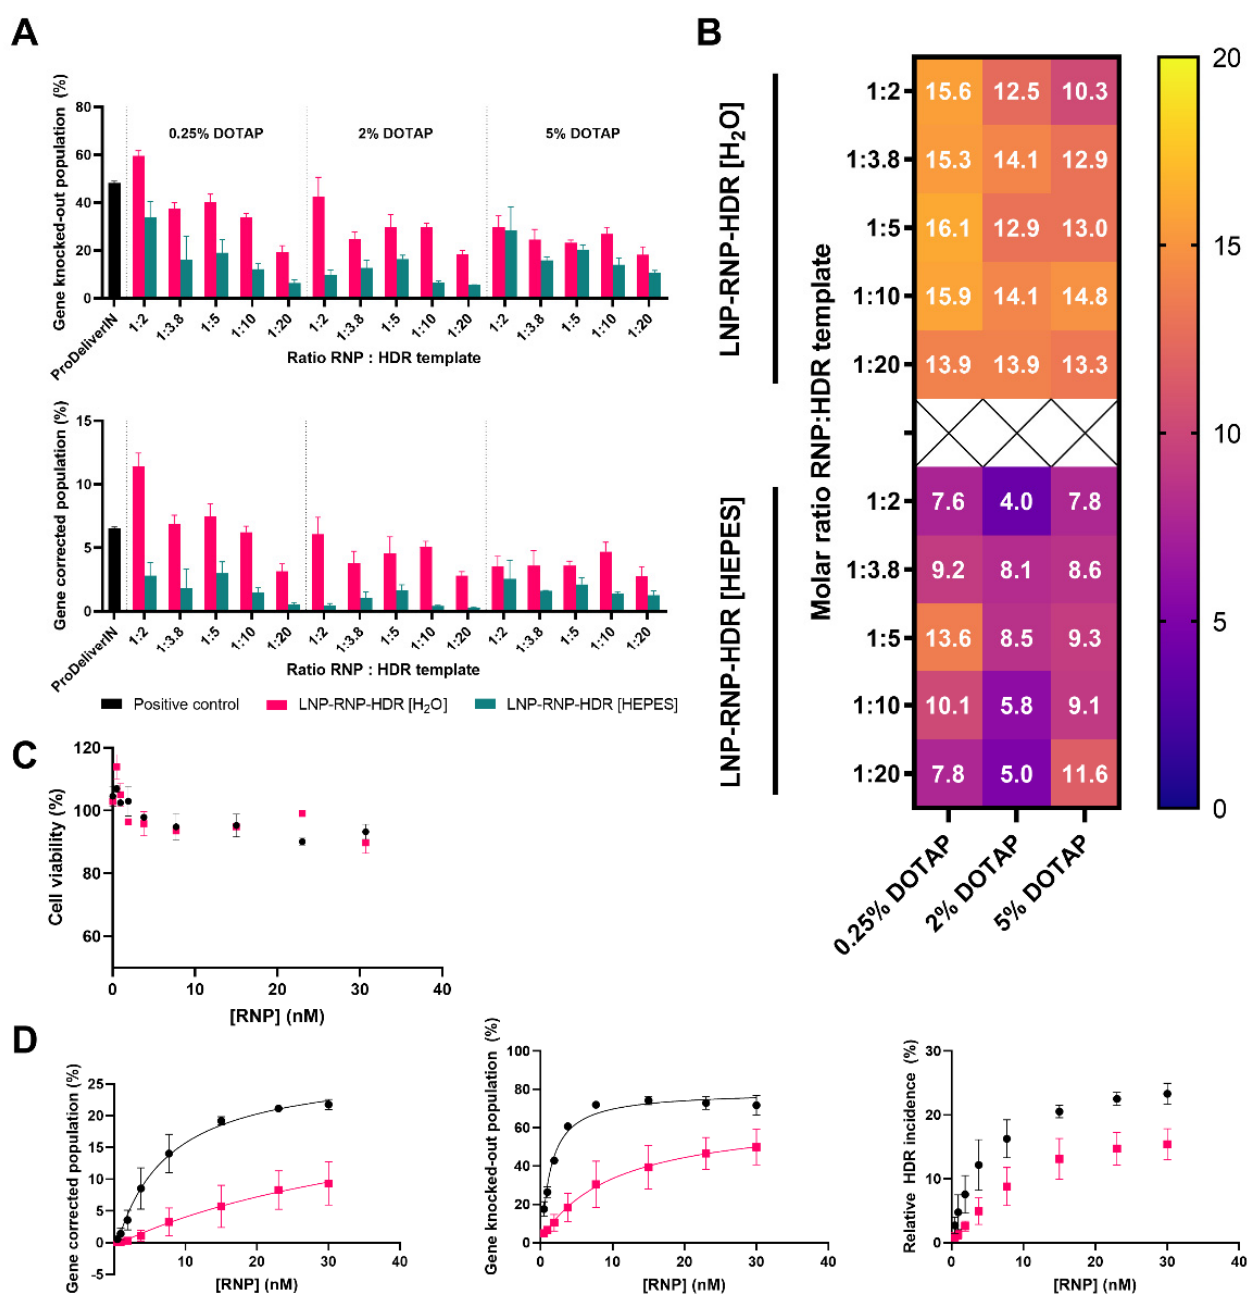 A
Gene knocked-out population (%)
80
60
40
20
0
0.25% DOTAP
2% DOTAP
5% DOTAP
ProDeliverIN
1:2
1:3.8
1:5
1:10
1:20
1:2
1:3.8
1:5
1:10
1:20
1:2
1:3.8
1:5
1:10
1:20
Ratio RNP : HDR template
Gene corrected population (%)
15
10
5
0
ProDeliverIN
1:2
1:3.8
1:5
1:10
1:20
1:2
1:3.8
1:5
1:10
1:20
1:2
1:3.8
1:5
1:10
1:20
Ratio RNP : HDR template
Positive control
LNP-RNP-HDR [H₂O]
LNP-RNP-HDR [HEPES]
B
LNP-RNP-HDR [H₂O]
LNP-RNP-HDR [HEPES]
Molar ratio RNP:HDR template
1:2 15.6 12.5 10.3
1:3.8 15.3 14.1 12.9
1:5 16.1 12.9 13.0
1:10 15.9 14.1 14.8
1:20 13.9 13.9 13.3
1:2 7.6 4.0 7.8
1:3.8 9.2 8.1 8.6
1:5 13.6 8.5 9.3
1:10 10.1 5.8 9.1
1:20 7.8 5.0 11.6
0.25% DOTAP
2% DOTAP
5% DOTAP
20
15
10
5
0
C
Cell viability (%)
120
100
80
60
0 10 20 30 40
[RNP] (nM)
D
Gene corrected population (%)
25
20
15
10
5
0
-5
10 20 30 40
[RNP] (nM)
Gene knocked-out population (%)
100
80
60
40
20
0
0 10 20 30 40
[RNP] (nM)
Relative HDR incidence (%)
30
20
10
0
0 10 20 30 40
[RNP] (nM)